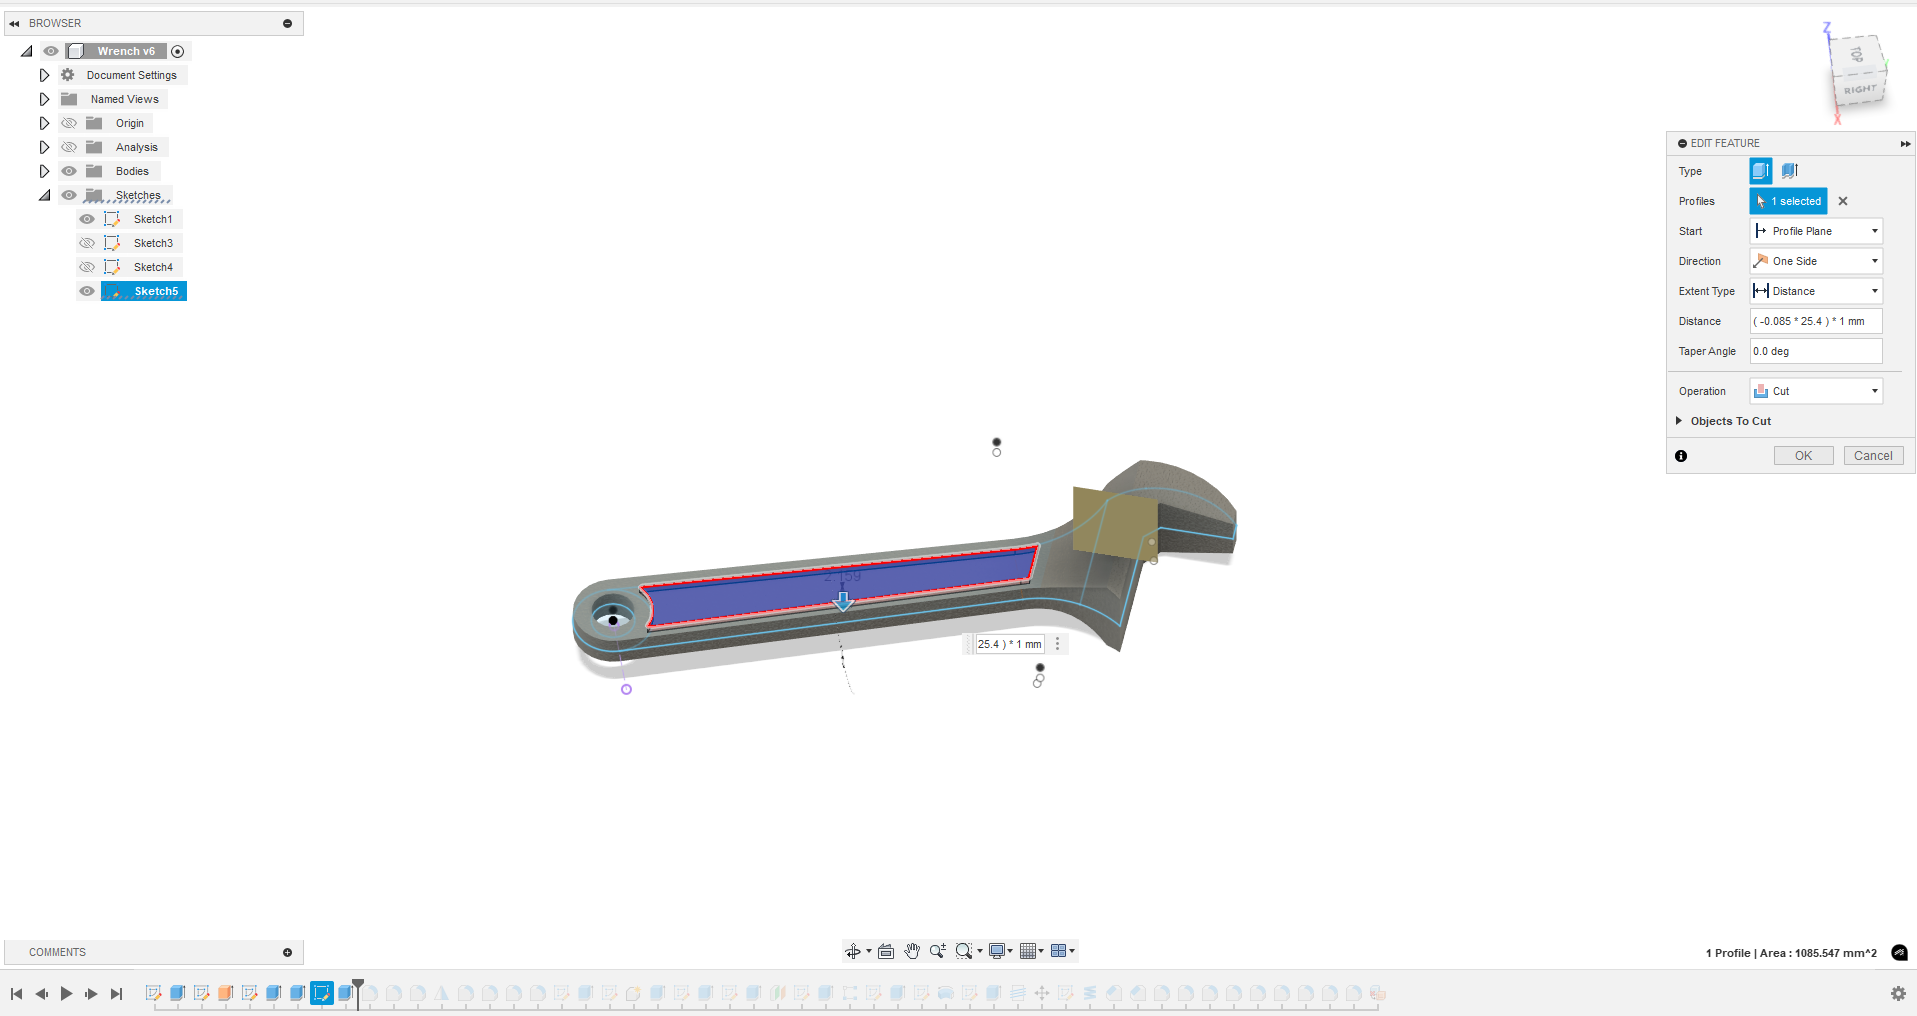 BROWSER
Wrench v6
Document Settings
Named Views
Origin
Analysis
Bodies
Sketches
Sketch1
Sketch3
Sketch4
Sketch5
Z
TOP
RIGHT
X
EDIT FEATURE
Type
Profiles 1 selected
Start Profile Plane
Direction One Side
Extent Type Distance
Distance ( -0.085 * 25.4 ) * 1 mm
Taper Angle 0.0 deg
Operation Cut
Objects To Cut
OK Cancel
2.159
25.4 ) * 1 mm
COMMENTS
1 Profile | Area : 1085.547 mm^2